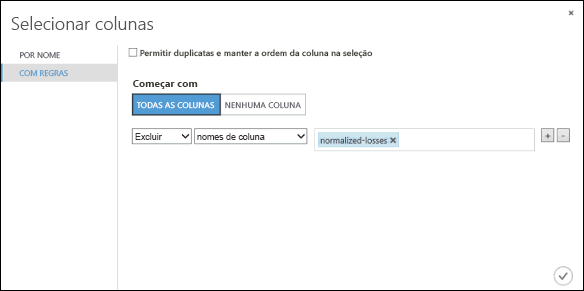 Selecionar colunas
POR NOME
COM REGRAS
Permitir duplicatas e manter a ordem da coluna na seleção
Começar com
TODAS AS COLUNAS NENHUMA COLUNA
Excluir nomes de coluna normalized-losses × + -